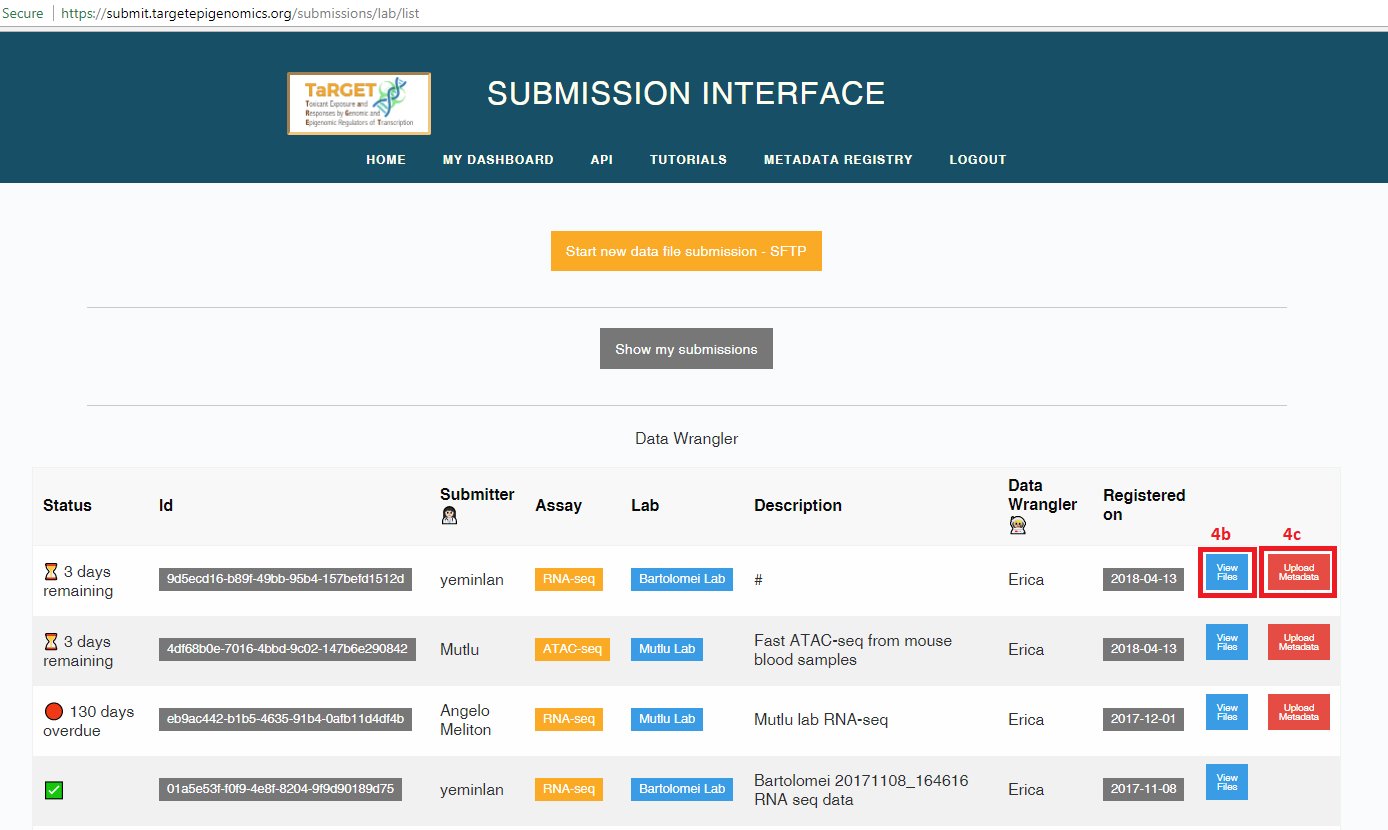 Secure | https://submit.targetepigenomics.org/submissions/lab/list
TaRGET
Toxicant Exposure and
Responses by Genomic and
Epigenomic Regulators of Transcription
SUBMISSION INTERFACE
HOME MY DASHBOARD API TUTORIALS METADATA REGISTRY LOGOUT
Start new data file submission - SFTP
Show my submissions
Data Wrangler
Status Id Submitter Assay Lab Description Data Wrangler Registered on
4b 4c
3 days remaining 9d5ecd16-b89f-49bb-95b4-157befd1512d yeminlan RNA-seq Bartolomei Lab # Erica 2018-04-13 View Files Upload Metadata
3 days remaining 4df68b0e-7016-4bbd-9c02-147b6e290842 Mutlu ATAC-seq Mutlu Lab Fast ATAC-seq from mouse blood samples Erica 2018-04-13 View Files Upload Metadata
130 days overdue eb9ac442-b1b5-4635-91b4-0afb11d4df4b Angelo Meliton RNA-seq Mutlu Lab Mutlu lab RNA-seq Erica 2017-12-01 View Files Upload Metadata
01a5e53f-f0f9-4e8f-8204-9f9d90189d75 yeminlan RNA-seq Bartolomei Lab Bartolomei 20171108_164616 RNA seq data Erica 2017-11-08 View Files